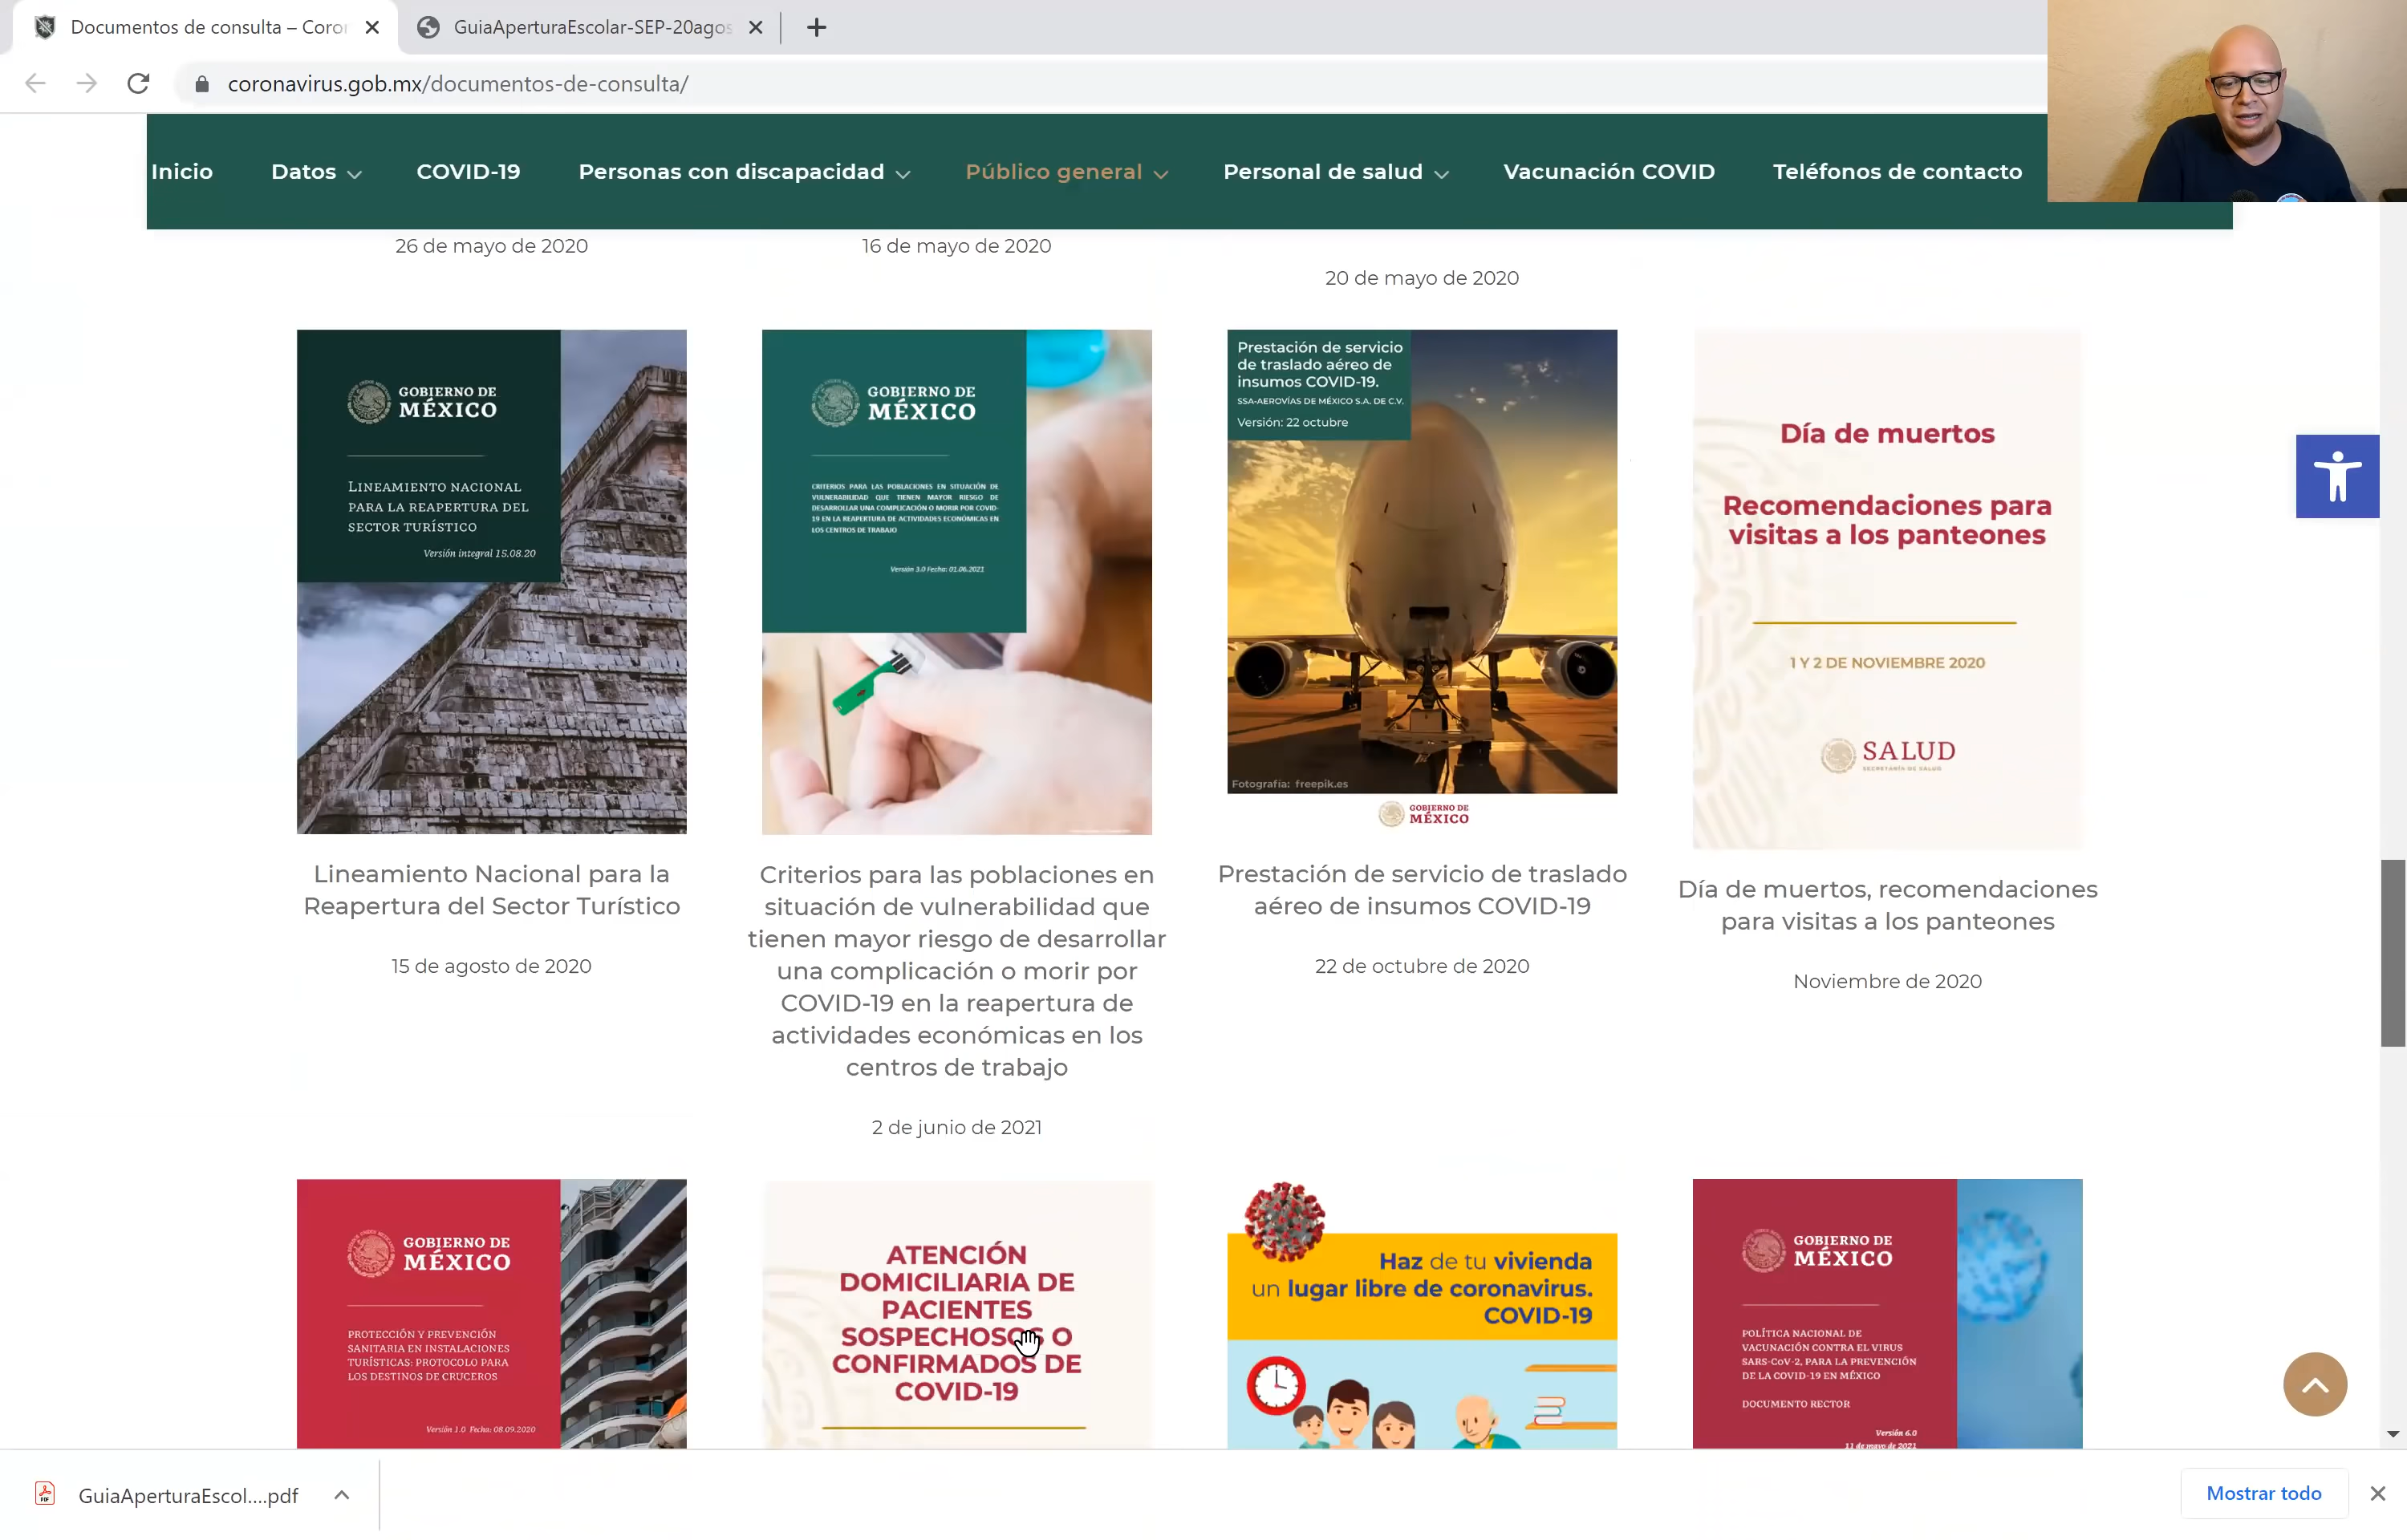 Documentos de consulta – Coror
GuiaAperturaEscolar-SEP-20agos
coronavirus.gob.mx/documentos-de-consulta/
Inicio
Datos
COVID-19
Personas con discapacidad
Público general
Personal de salud
Vacunación COVID
Teléfonos de contacto
26 de mayo de 2020
16 de mayo de 2020
20 de mayo de 2020
GOBIERNO DE
MÉXICO
LINEAMIENTO NACIONAL
PARA LA REAPERTURA DEL
SECTOR TURÍSTICO
Versión integral 15.08.20
GOBIERNO DE
MÉXICO
CRITERIOS PARA LAS POBLACIONES EN SITUACIÓN DE
VULNERABILIDAD QUE TIENEN MAYOR RIESGO DE
DESARROLLAR UNA COMPLICACIÓN O MORIR POR COVID-
19 EN LA REAPERTURA DE ACTIVIDADES ECONÓMICAS EN
LOS CENTROS DE TRABAJO
Versión 3.0 Fecha: 01.06.2021
Prestación de servicio
de traslado aéreo de
insumos COVID-19.
SSA-AEROVÍAS DE MÉXICO S.A. DE C.V.
Versión: 22 octubre
Fotografía: freepik.es
GOBIERNO DE
MÉXICO
Día de muertos
Recomendaciones para
visitas a los panteones
1 Y 2 DE NOVIEMBRE 2020
SALUD
SECRETARÍA DE SALUD
Lineamiento Nacional para la
Reapertura del Sector Turístico
15 de agosto de 2020
Criterios para las poblaciones en
situación de vulnerabilidad que
tienen mayor riesgo de desarrollar
una complicación o morir por
COVID-19 en la reapertura de
actividades económicas en los
centros de trabajo
2 de junio de 2021
Prestación de servicio de traslado
aéreo de insumos COVID-19
22 de octubre de 2020
Día de muertos, recomendaciones
para visitas a los panteones
Noviembre de 2020
GOBIERNO DE
MÉXICO
PROTECCIÓN Y PREVENCIÓN
SANITARIA EN INSTALACIONES
TURÍSTICAS: PROTOCOLO PARA
LOS DESTINOS DE CRUCEROS
Versión 1.0 Fecha: 08.09.2020
ATENCIÓN
DOMICILIARIA DE
PACIENTES
SOSPECHOSOS O
CONFIRMADOS DE
COVID-19
Haz de tu vivienda
un lugar libre de coronavirus.
COVID-19
GOBIERNO DE
MÉXICO
POLÍTICA NACIONAL DE
VACUNACIÓN CONTRA EL VIRUS
SARS-CoV-2, PARA LA PREVENCIÓN
DE LA COVID-19 EN MÉXICO
DOCUMENTO RECTOR
Versión 6.0
11 de mayo de 2021
GuiaAperturaEscol....pdf
Mostrar todo